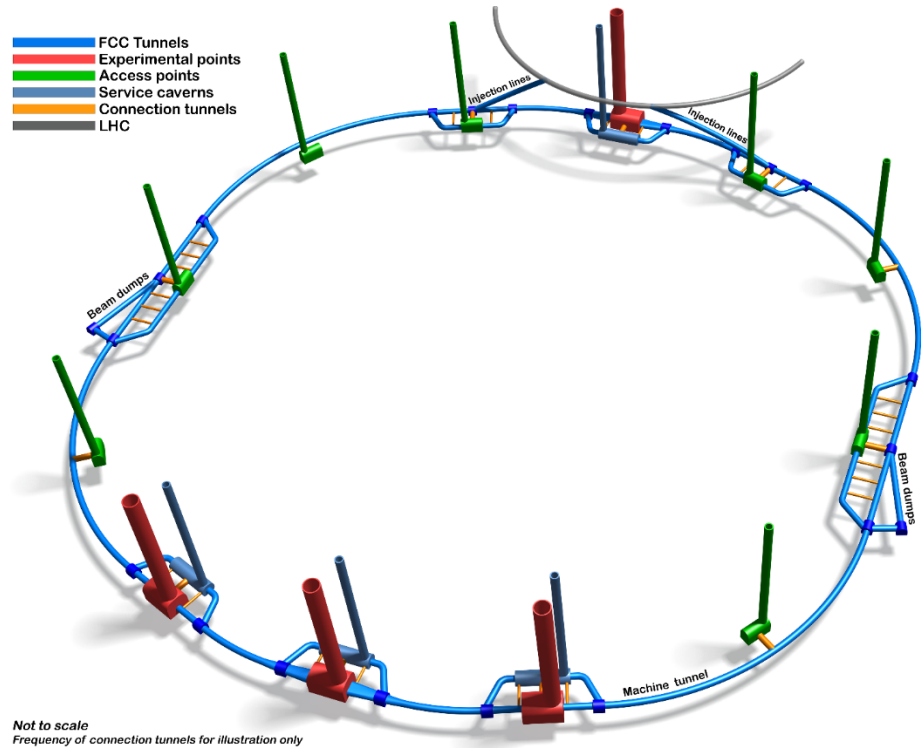 FCC Tunnels
Experimental points
Access points
Service caverns
Connection tunnels
LHC
Injection lines
Injection lines
Beam dumps
Beam dumps
Machine tunnel
Not to scale
Frequency of connection tunnels for illustration only